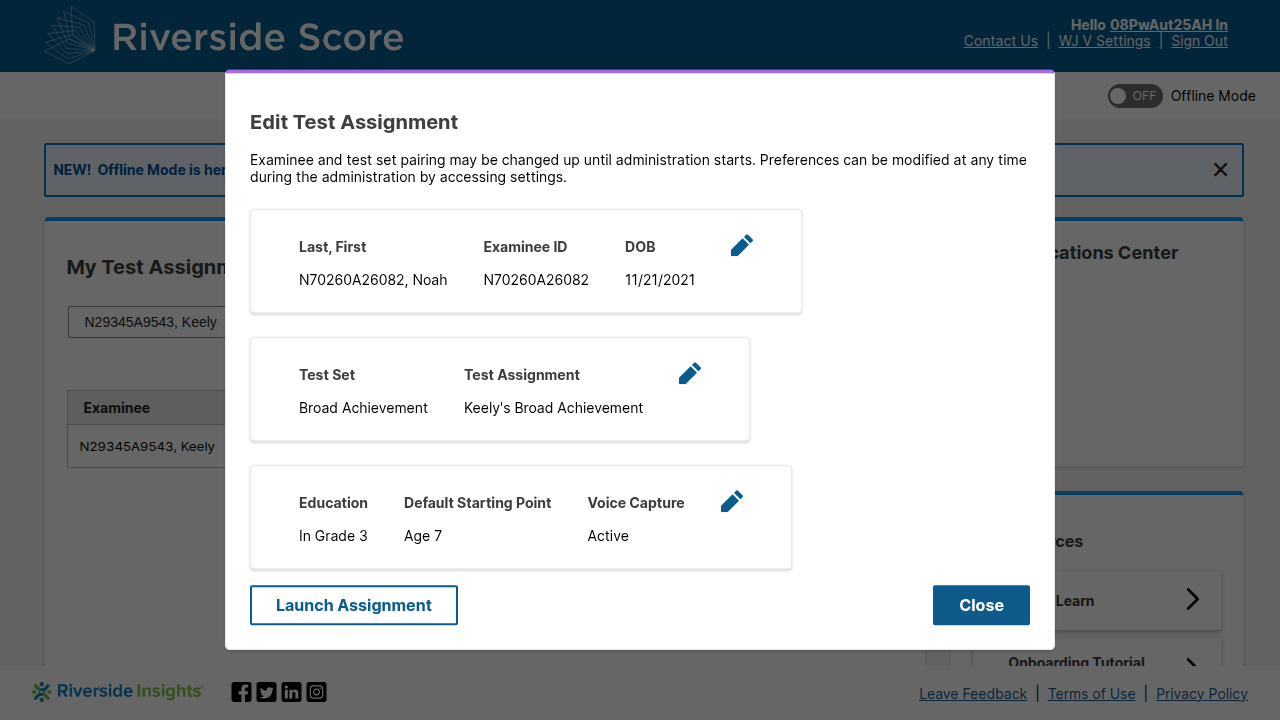 Riverside Score
Hello 08PwAut25AH In
Contact Us | WJ V Settings | Sign Out
OFF Offline Mode
NEW! Offline Mode is her
My Test Assignm
cations Center
N29345A9543, Keely
Examinee
N29345A9543, Keely
Edit Test Assignment
Examinee and test set pairing may be changed up until administration starts. Preferences can be modified at any time
during the administration by accessing settings.
Last, First Examinee ID DOB
N70260A26082, Noah N70260A26082 11/21/2021
Test Set Test Assignment
Broad Achievement Keely's Broad Achievement
Education Default Starting Point Voice Capture
In Grade 3 Age 7 Active
Launch Assignment Close
rces
Learn
Onboarding Tutorial
Riverside Insights
Leave Feedback | Terms of Use | Privacy Policy